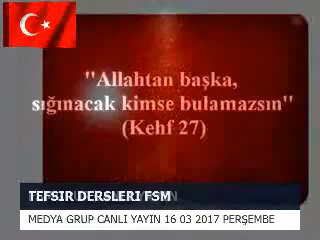 "Allahtan başka,
sığınacak kimse bulamazsın"
(Kehf 27)
TEFSIR DERSLERI FSM
MEDYA GRUP CANLI YAYIN 16 03 2017 PERŞEMBE